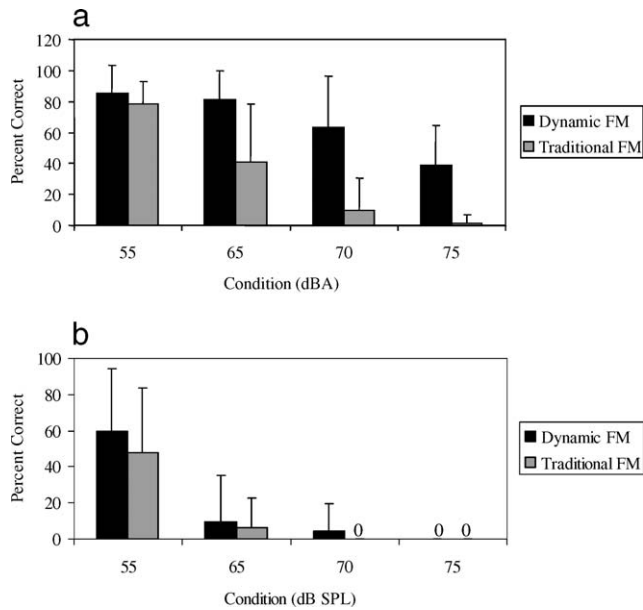 a
120
100
80
60
40
20
0
Percent Correct
55 65 70 75
Condition (dBA)
Dynamic FM
Traditional FM
b
100
80
60
40
20
0
Percent Correct
0 0 0
55 65 70 75
Condition (dB SPL)
Dynamic FM
Traditional FM